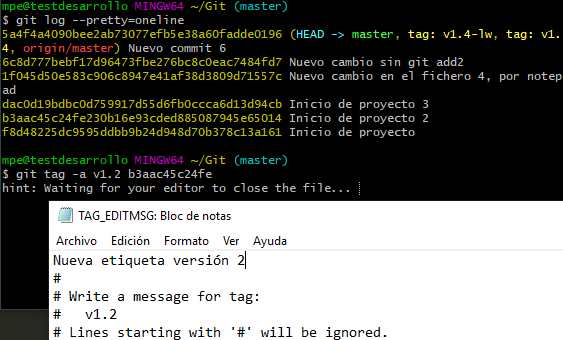 mpe@testdesarrollo MINGW64 ~/Git (master)
$ git log --pretty=oneline
5a4f4a4090bee2ab73077efb5e38a60fadde0196 (HEAD -> master, tag: v1.4-lw, tag: v1.
4, origin/master) Nuevo commit 6
6c8d777bebf17d96473fbe276bc8c0eac7484fd7 Nuevo cambio sin git add2
1f045d50e583c906c8947e41af38d3809d71557c Nuevo cambio en el fichero 4, por notep
ad
dac0d19bdbc0d759917d55d6fb0ccca6d13d94cb Inicio de proyecto 3
b3aac45c24fe230b16e93cded885087945e65014 Inicio de proyecto 2
f8d48225dc9595ddbb9b24d948d70b378c13a161 Inicio de proyecto
mpe@testdesarrollo MINGW64 ~/Git (master)
$ git tag -a v1.2 b3aac45c24fe
hint: Waiting for your editor to close the file...
TAG_EDITMSG: Bloc de notas
Archivo Edición Formato Ver Ayuda
Nueva etiqueta versión 2
#
# Write a message for tag:
#   v1.2
# Lines starting with '#' will be ignored.